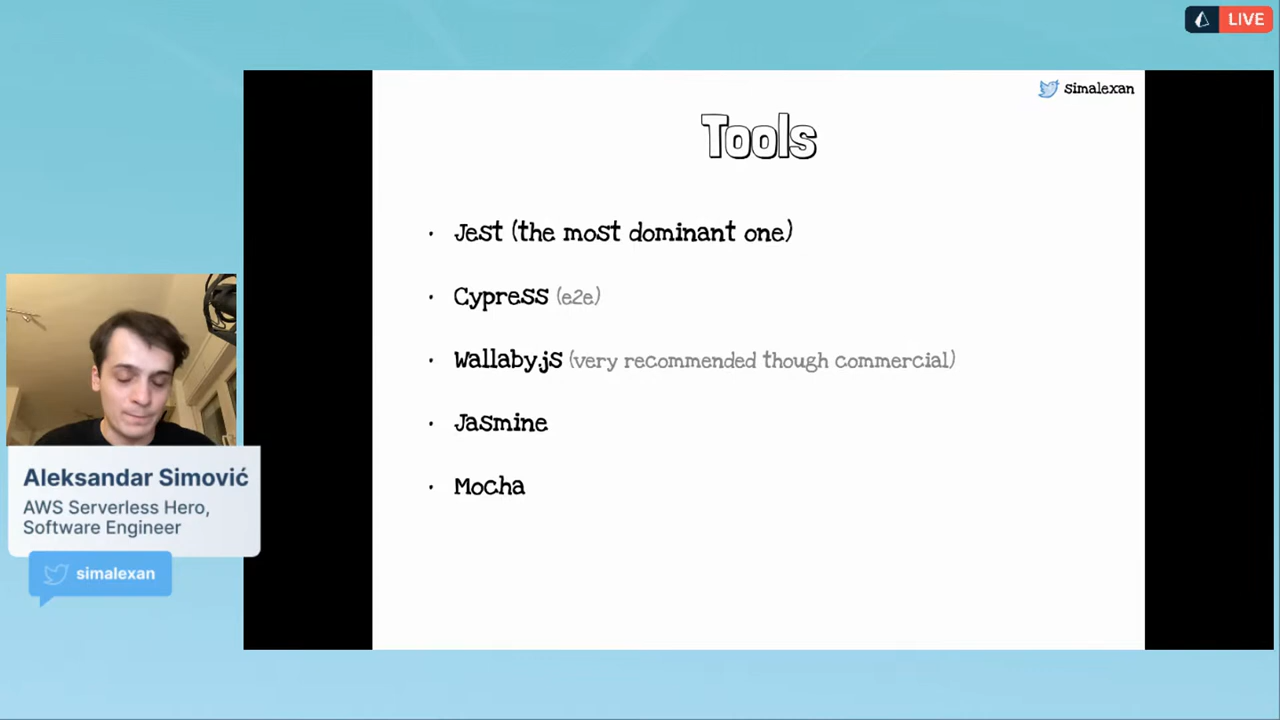 LIVE
simalexan
Tools
· Jest (the most dominant one)
· Cypress (e2e)
· Wallaby.js (very recommended though commercial)
· Jasmine
· Mocha
Aleksandar Simović
AWS Serverless Hero,
Software Engineer
simalexan